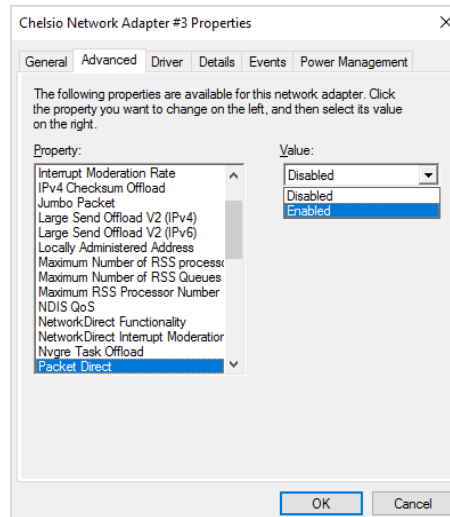 Chelsio Network Adapter #3 Properties
General Advanced Driver Details Events Power Management
The following properties are available for this network adapter. Click
the property you want to change on the left, and then select its value
on the right.
Property:
Value:
Interrupt Moderation Rate
IPv4 Checksum Offload
Jumbo Packet
Large Send Offload V2 (IPv4)
Large Send Offload V2 (IPv6)
Locally Administered Address
Maximum Number of RSS processo
Maximum Number of RSS Queues
Maximum RSS Processor Number
NDIS QoS
NetworkDirect Functionality
NetworkDirect Interrupt Moderation
Nvgre Task Offload
Packet Direct
Disabled
Disabled
Enabled
OK Cancel